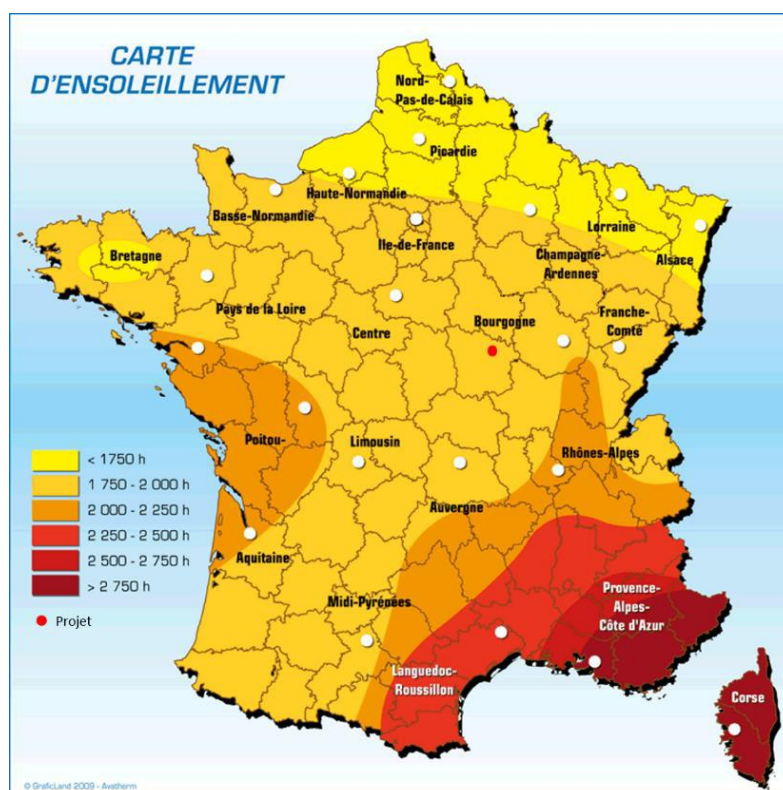 CARTE
D'ENSOLEILLEMENT
Nord-
Pas-de-Calais
Picardie
Haute-Normandie
Basse-Normandie
Ile-de-France
Lorraine
Alsace
Champagne-
Ardennes
Bretagne
Pays de la Loire
Centre
Bourgogne
Franche-
Comté
Poitou-
Limousin
Rhônes-Alpes
Auvergne
Aquitaine
Midi-Pyrénées
Provence-
Alpes-
Côte d'Azur
Languedoc-
Roussillon
Corse
< 1750 h
1 750 - 2 000 h
2 000 - 2 250 h
2 250 - 2 500 h
2 500 - 2 750 h
> 2 750 h
Projet
© GraficLand 2009 - Avatherm